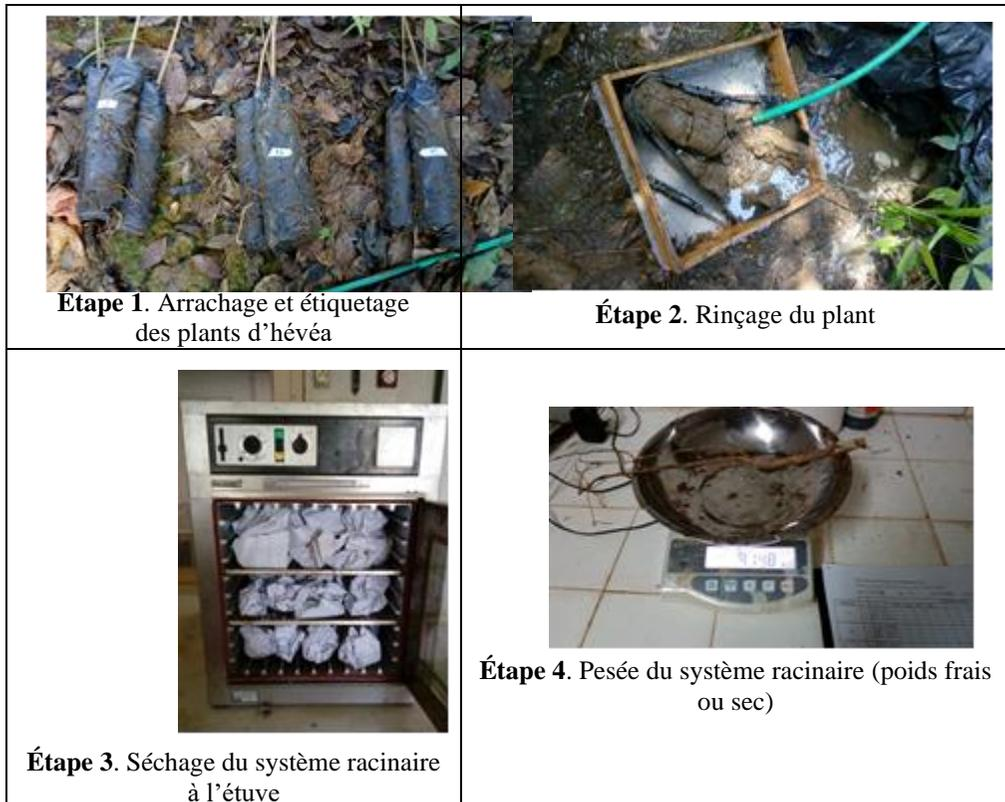 Étape 1. Arrachage et étiquetage
des plants d’hévéa
Étape 2. Rinçage du plant
Étape 3. Séchage du système racinaire
à l’étuve
Étape 4. Pesée du système racinaire (poids frais
ou sec)